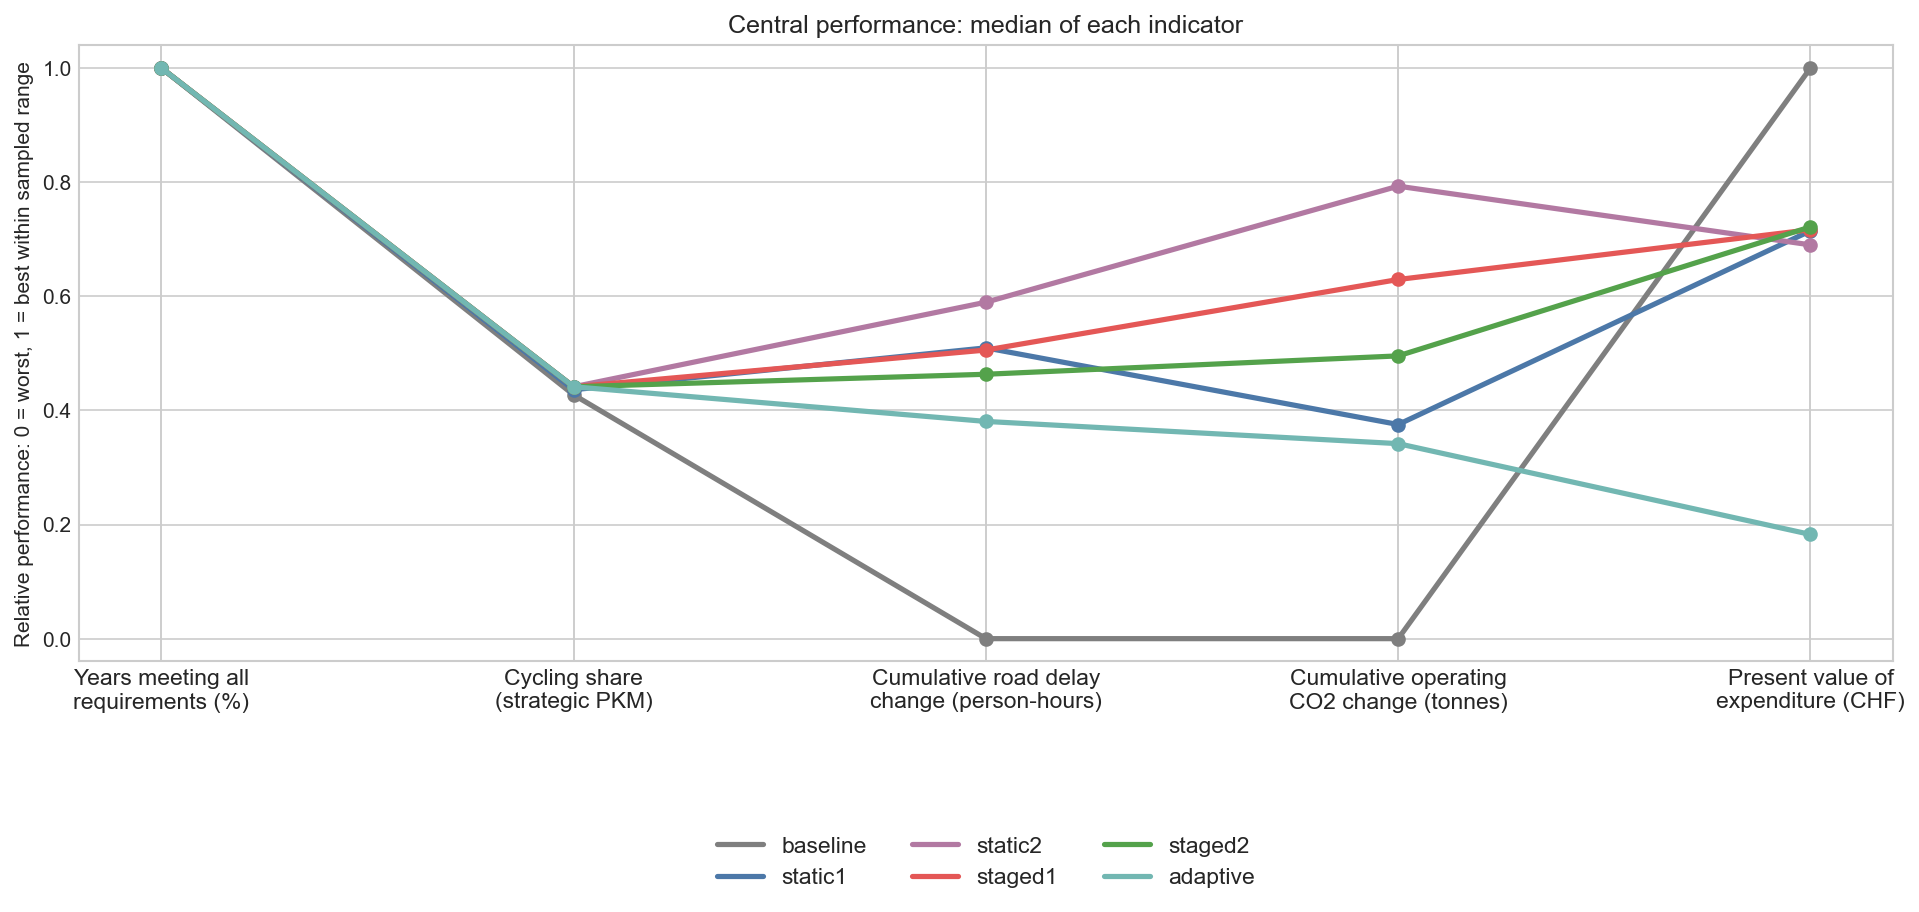 Central performance: median of each indicator
Relative performance: 0 = worst, 1 = best within sampled range
1.0
0.8
0.6
0.4
0.2
0.0
Years meeting all
requirements (%)
Cycling share
(strategic PKM)
Cumulative road delay
change (person-hours)
Cumulative operating
CO2 change (tonnes)
Present value of
expenditure (CHF)
baseline
static1
static2
staged1
staged2
adaptive